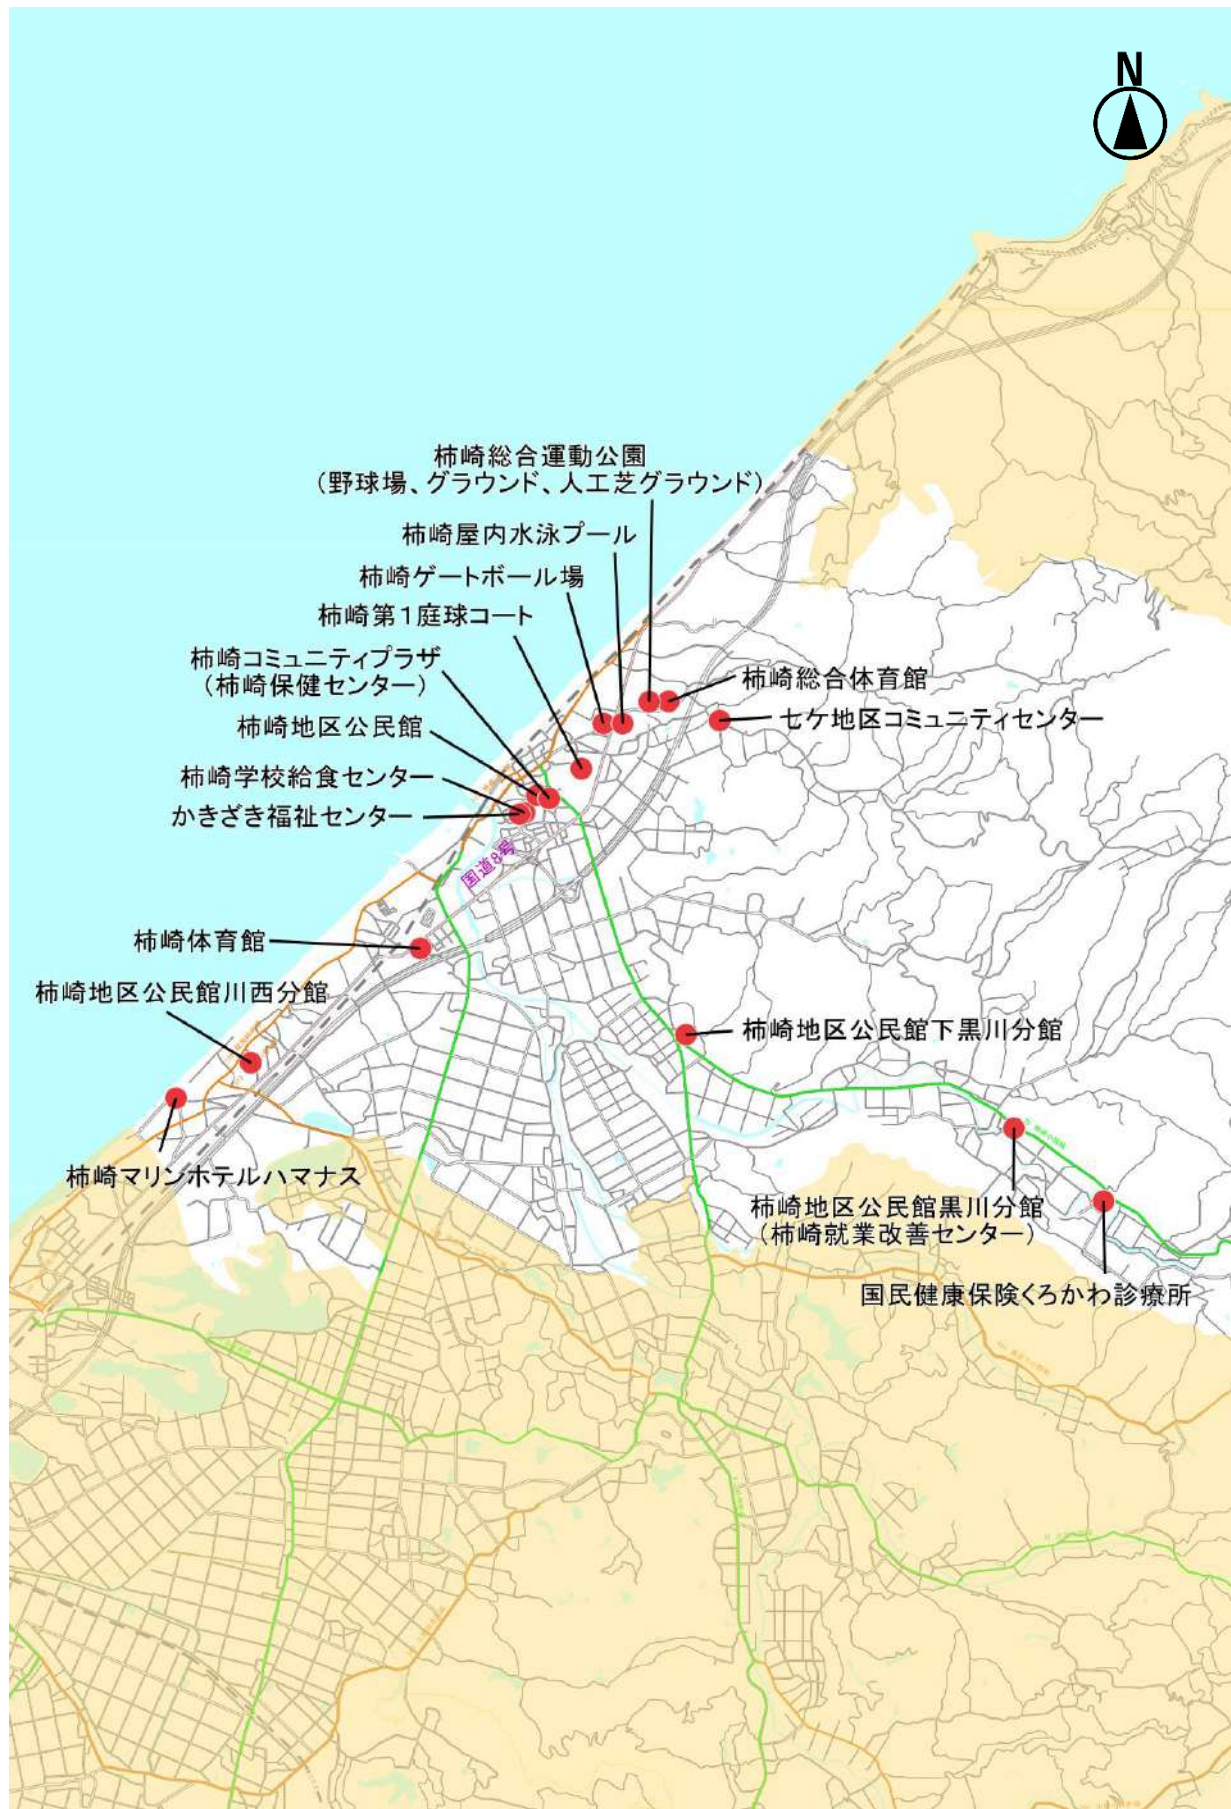 N
柿崎総合運動公園
（野球場、グラウンド、人工芝グラウンド）
柿崎屋内水泳プール
柿崎ゲートボール場
柿崎第1庭球コート
柿崎コミュニティプラザ
（柿崎保健センター）
柿崎総合体育館
柿崎地区公民館
七ケ地区コミュニティセンター
柿崎学校給食センター
かきざき福祉センター
国道8号
柿崎体育館
柿崎地区公民館川西分館
柿崎地区公民館下黒川分館
柿崎マリンホテルハマナス
柿崎地区公民館黒川分館
（柿崎就業改善センター）
国民健康保険くろかわ診療所